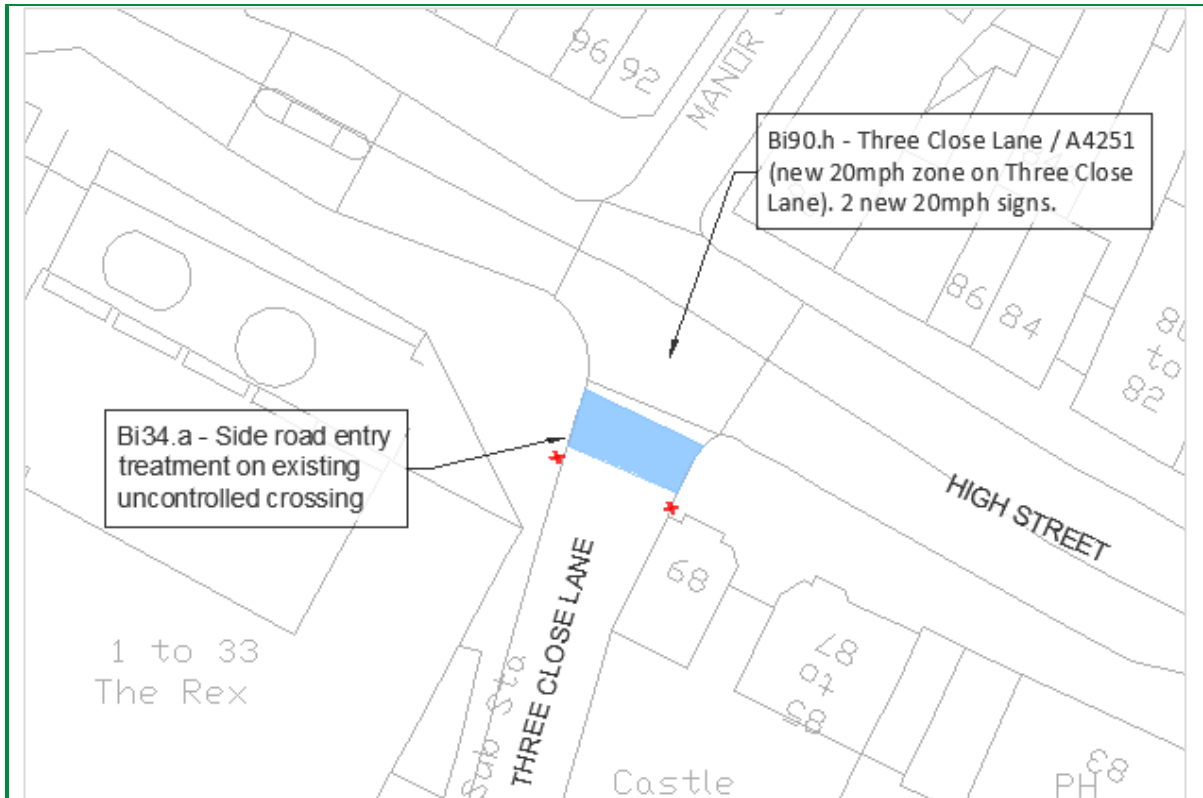 96 92
MANOR
Bi90.h - Three Close Lane / A4251
(new 20mph zone on Three Close
Lane). 2 new 20mph signs.
86 84
to
82
Bi34.a - Side road entry
treatment on existing
uncontrolled crossing
HIGH STREET
89
87
to
85
1 to 33
The Rex
Sub Sta
THREE CLOSE LANE
Castle
PH
83